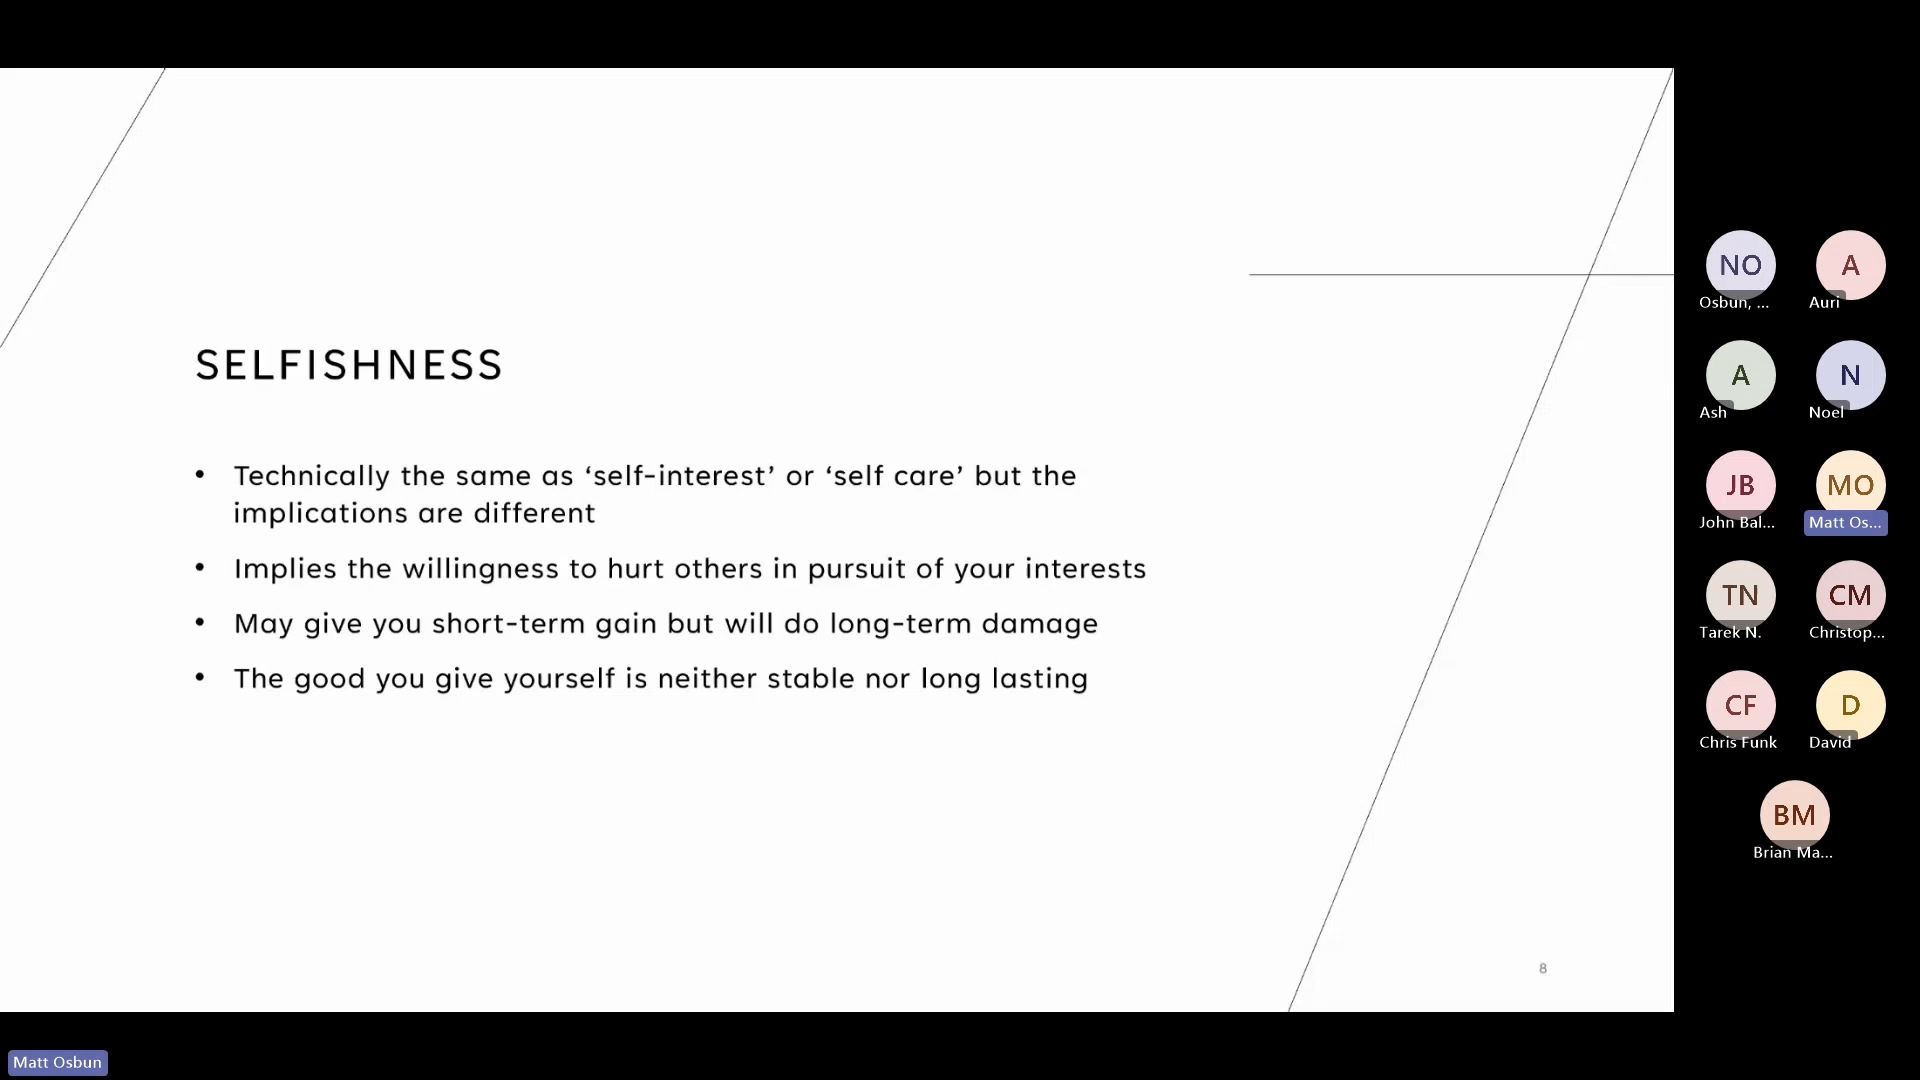 SELFISHNESS
• Technically the same as ‘self-interest’ or ‘self care’ but the
implications are different
• Implies the willingness to hurt others in pursuit of your interests
• May give you short-term gain but will do long-term damage
• The good you give yourself is neither stable nor long lasting
8
NO
Osbun, ...
A
Auri
A
Ash
N
Noel
JB
John Bal...
MO
Matt Os...
TN
Tarek N.
CM
Christop...
CF
Chris Funk
D
David
BM
Brian Ma...
Matt Osbun